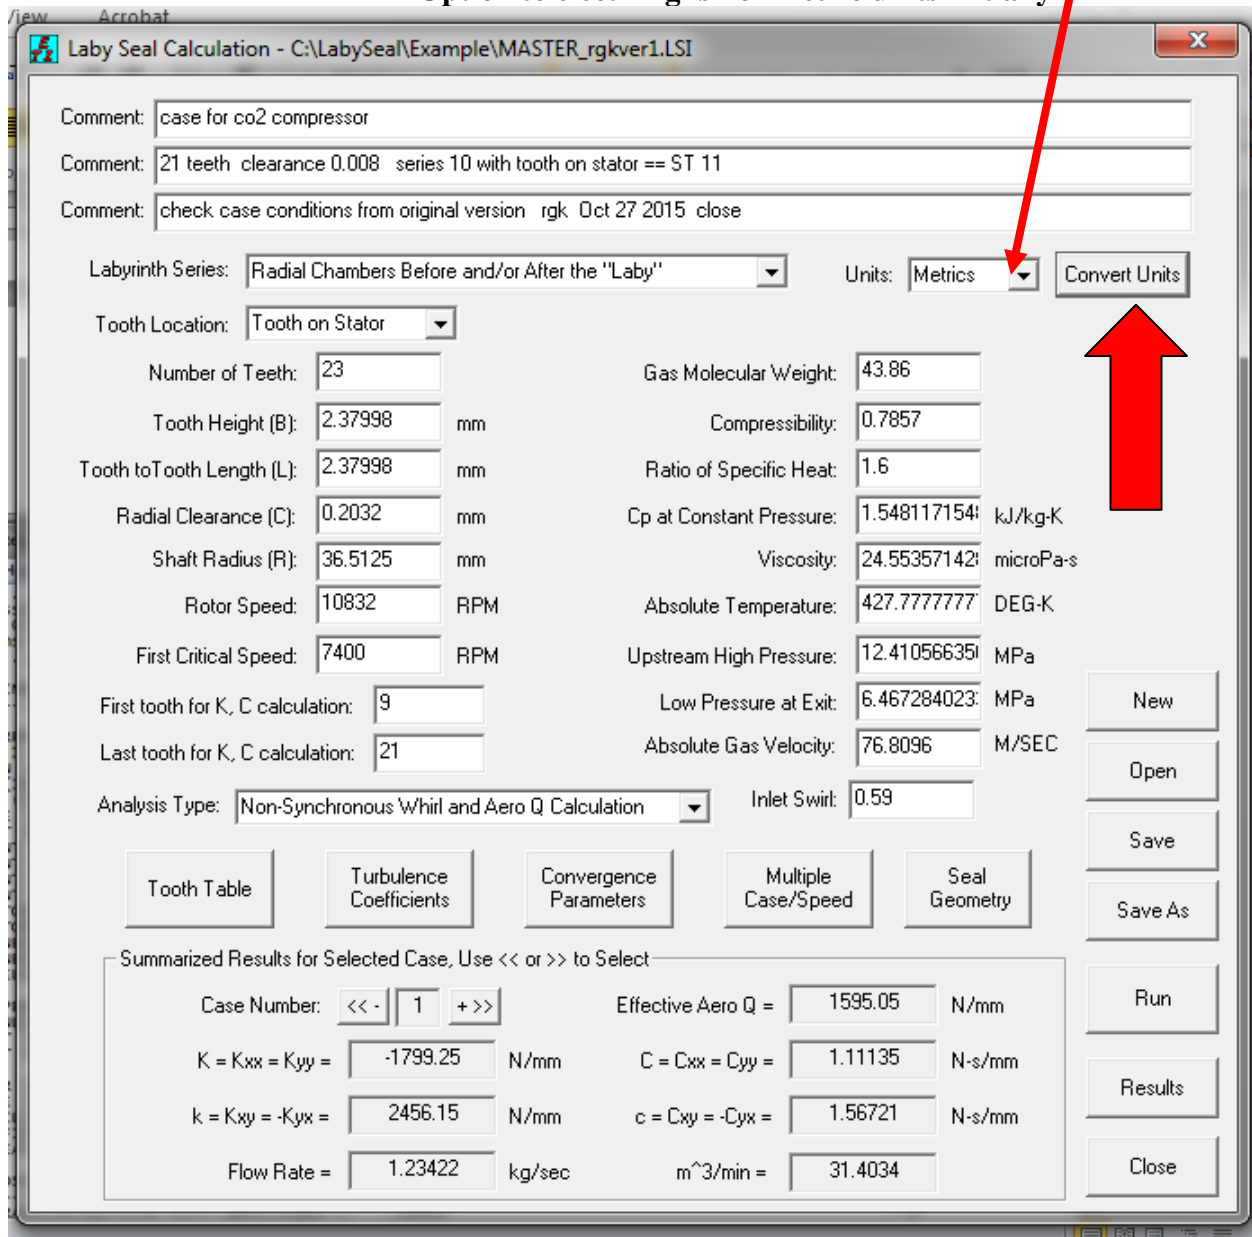 View Acrobat
Laby Seal Calculation - C:\LabySeal\Example\MASTER_rgkver1.LSI
Comment: case for co2 compressor
Comment: 21 teeth clearance 0.008 series 10 with tooth on stator == ST 11
Comment: check case conditions from original version rgk Oct 27 2015 close
Labyrinth Series: Radial Chambers Before and/or After the "Laby" Units: Metrics Convert Units
Tooth Location: Tooth on Stator
Number of Teeth: 23 Gas Molecular Weight: 43.86
Tooth Height (B): 2.37998 mm Compressibility: 0.7857
Tooth toTooth Length (L): 2.37998 mm Ratio of Specific Heat: 1.6
Radial Clearance (C): 0.2032 mm Cp at Constant Pressure: 1.548117154 kJ/kg-K
Shaft Radius (R): 36.5125 mm Viscosity: 24.55357142 microPa-s
Rotor Speed: 10832 RPM Absolute Temperature: 427.7777777 DEG-K
First Critical Speed: 7400 RPM Upstream High Pressure: 12.41056635 MPa
First tooth for K, C calculation: 9 Low Pressure at Exit: 6.467284023 MPa New
Last tooth for K, C calculation: 21 Absolute Gas Velocity: 76.8096 M/SEC
Open
Analysis Type: Non-Synchronous Whirl and Aero Q Calculation Inlet Swirl: 0.59
Save
Tooth Table Turbulence Coefficients Convergence Parameters Multiple Case/Speed Seal Geometry
Save As
Summarized Results for Selected Case, Use << or >> to Select
Case Number: << - 1 + >> Effective Aero Q = 1595.05 N/mm Run
K = Kxx = Kyy = -1799.25 N/mm C = Cxx = Cyy = 1.11135 N-s/mm
Results
k = Kxy = -Kyx = 2456.15 N/mm c = Cxy = -Cyx = 1.56721 N-s/mm
Flow Rate = 1.23422 kg/sec m^3/min = 31.4034 Close